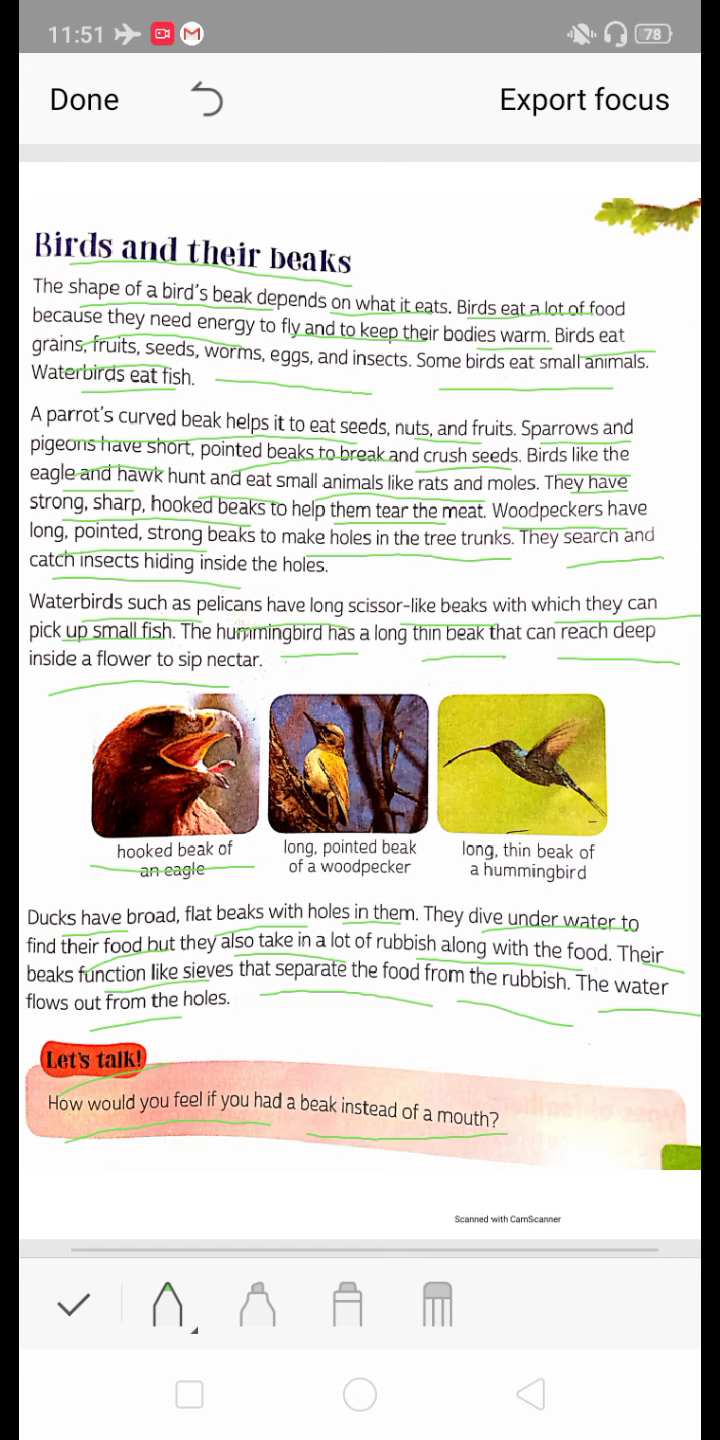 11:51
78
Done
Export focus
Birds and their beaks
The shape of a bird's beak depends on what it eats. Birds eat a lot of food
because they need energy to fly and to keep their bodies warm. Birds eat
grains, fruits, seeds, worms, eggs, and insects. Some birds eat small animals.
Waterbirds eat fish.
A parrot's curved beak helps it to eat seeds, nuts, and fruits. Sparrows and
pigeons have short, pointed beaks to break and crush seeds. Birds like the
eagle and hawk hunt and eat small animals like rats and moles. They have
strong, sharp, hooked beaks to help them tear the meat. Woodpeckers have
long, pointed, strong beaks to make holes in the tree trunks. They search and
catch insects hiding inside the holes.
Waterbirds such as pelicans have long scissor-like beaks with which they can
pick up small fish. The hummingbird has a long thin beak that can reach deep
inside a flower to sip nectar.
hooked beak of
an eagle
long, pointed beak
of a woodpecker
long, thin beak of
a hummingbird
Ducks have broad, flat beaks with holes in them. They dive under water to
find their food but they also take in a lot of rubbish along with the food. Their
beaks function like sieves that separate the food from the rubbish. The water
flows out from the holes.
Let's talk!
How would you feel if you had a beak instead of a mouth?
Scanned with CamScanner